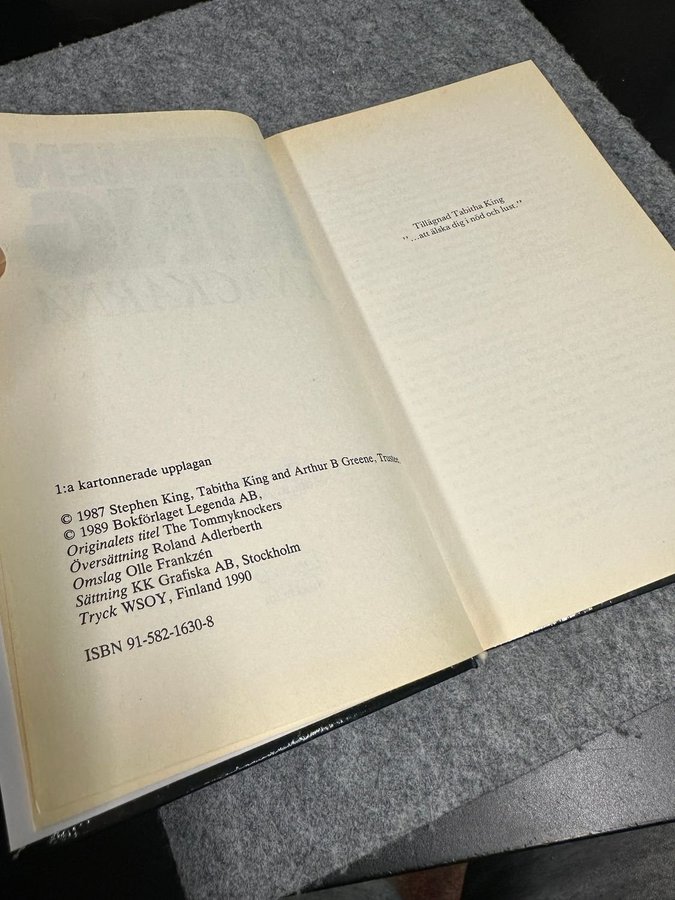 1:a kartonnerade upplagan
© 1987 Stephen King, Tabitha King and Arthur B Greene, Trustee,
© 1989 Bokförlaget Legenda AB,
Originalets titel The Tommyknockers
Översättning Roland Adlerberth
Omslag Olle Frankzén
Sättning KK Grafiska AB, Stockholm
Tryck WSOY, Finland 1990
ISBN 91-582-1630-8
Tillägnad Tabitha King
”...att älska dig i nöd och lust.”